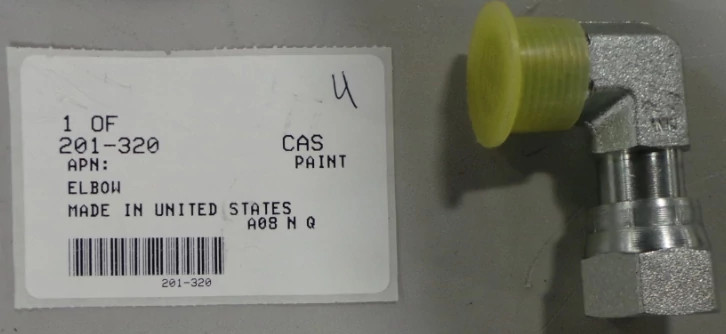 4
1 OF
201-320 CAS
APN: PAINT
ELBOW
MADE IN UNITED STATES
A08 N Q
201-320